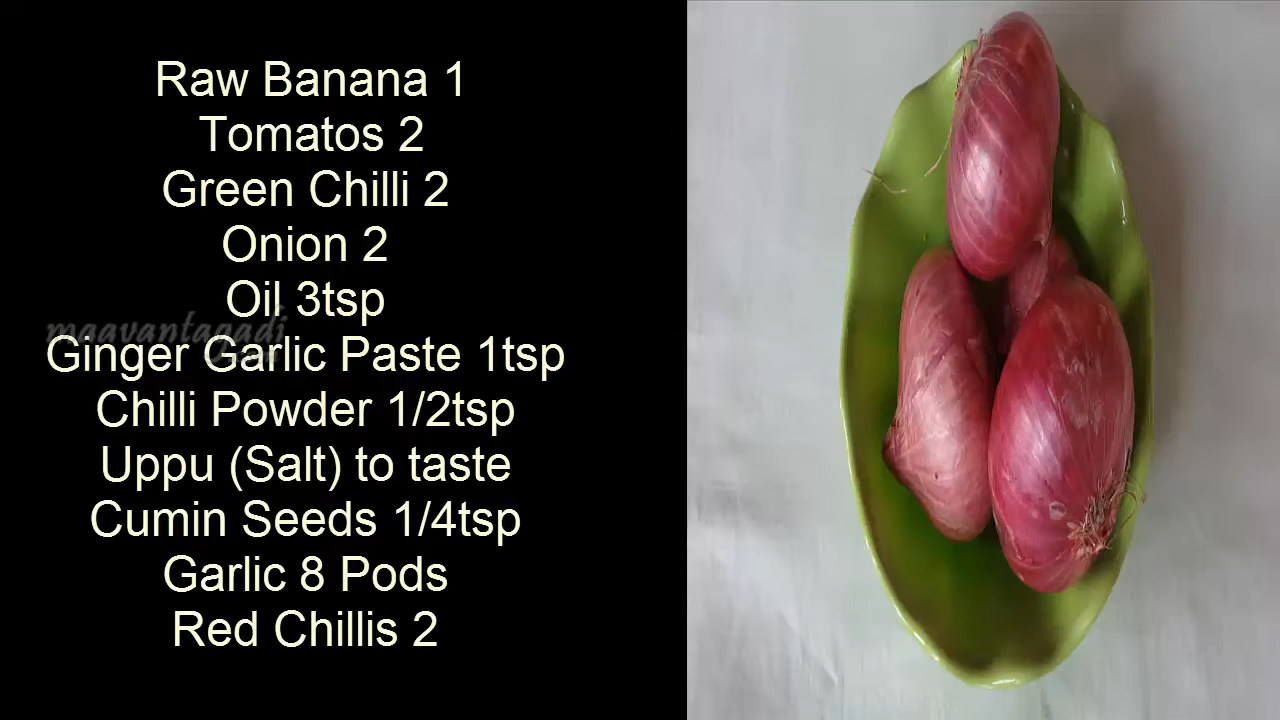 Raw Banana 1
Tomatos 2
Green Chilli 2
Onion 2
Oil 3tsp
maavantagadi
Ginger Garlic Paste 1tsp
Chilli Powder 1/2tsp
Uppu (Salt) to taste
Cumin Seeds 1/4tsp
Garlic 8 Pods
Red Chillis 2